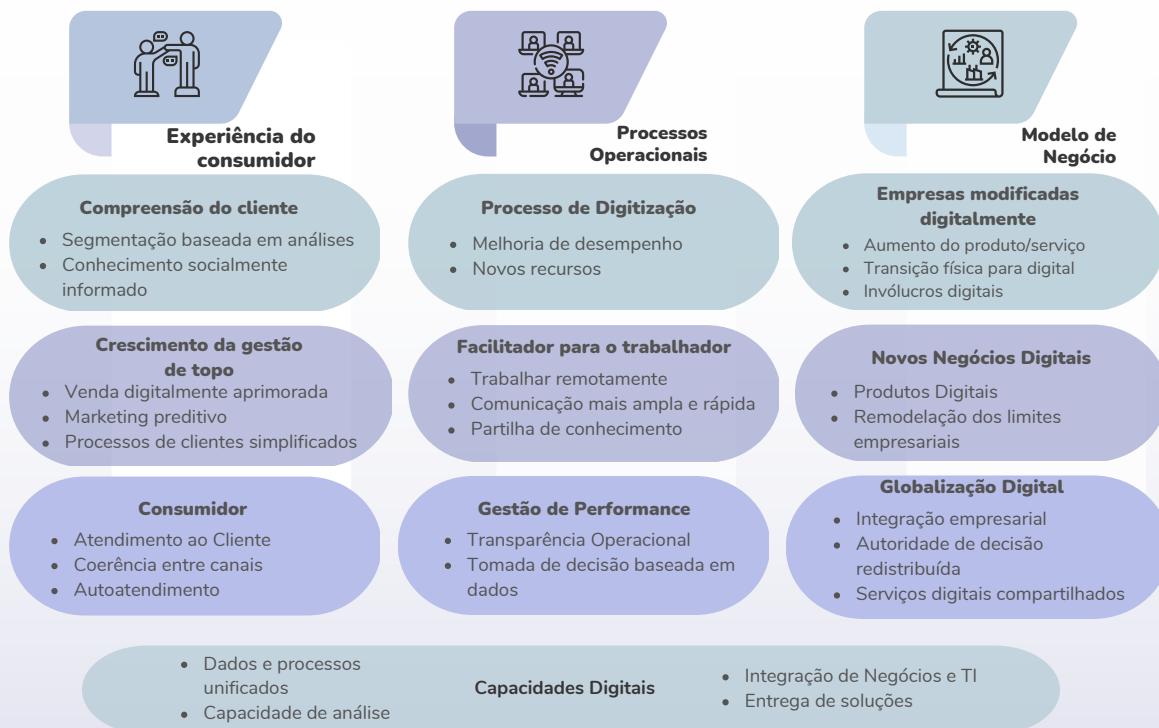 Experiência do
consumidor
Compreensão do cliente
• Segmentação baseada em análises
• Conhecimento socialmente
informado
Crescimento da gestão
de topo
• Venda digitalmente aprimorada
• Marketing preditivo
• Processos de clientes simplificados
Consumidor
• Atendimento ao Cliente
• Coerência entre canais
• Autoatendimento
Processos
Operacionais
Processo de Digitização
• Melhoria de desempenho
• Novos recursos
Facilitador para o trabalhador
• Trabalhar remotamente
• Comunicação mais ampla e rápida
• Partilha de conhecimento
Gestão de Performance
• Transparência Operacional
• Tomada de decisão baseada em
dados
Modelo de
Negócio
Empresas modificadas
digitalmente
• Aumento do produto/serviço
• Transição física para digital
• Invólucros digitais
Novos Negócios Digitais
• Produtos Digitais
• Remodelação dos limites
empresariais
Globalização Digital
• Integração empresarial
• Autoridade de decisão
redistribuída
• Serviços digitais compartilhados
• Dados e processos
unificados
• Capacidade de análise
Capacidades Digitais
• Integração de Negócios e TI
• Entrega de soluções